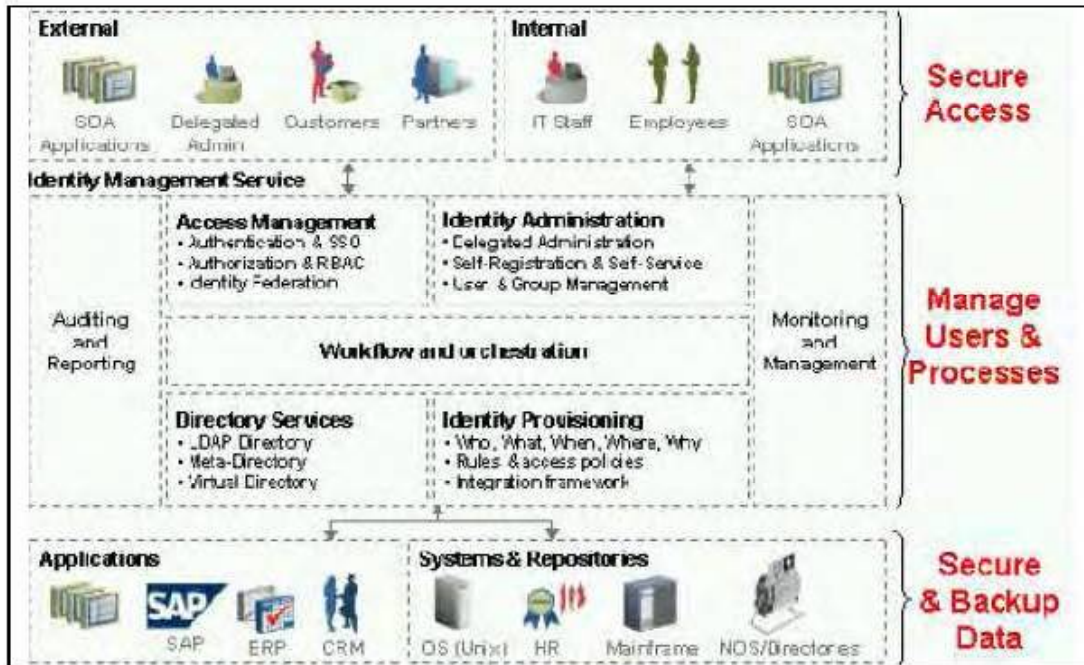 External
SOA Applications
Delegated Admin
Customers
Partners
Internal
IT Staff
Employees
SOA Applications
Secure Access
Identity Management Service
Auditing and Reporting
Access Management
• Authentication & SSO
• Authorization & RBAC
• Identity Federation
Identity Administration
• Delegated Administration
• Self-Registration & Self-Service
• User & Group Management
Monitoring and Management
Manage Users & Processes
Workflow and orchestration
Directory Services
• LDAP Directory
• Meta-Directory
• Virtual Directory
Identity Provisioning
• Who, What, When, Where, Why
• Rules & access policies
• Integration framework
Applications
SAP
SAP
ERP
CRM
Systems & Repositories
OS (Unix)
HR
Mainframe
NOS/Directories
Secure & Backup Data